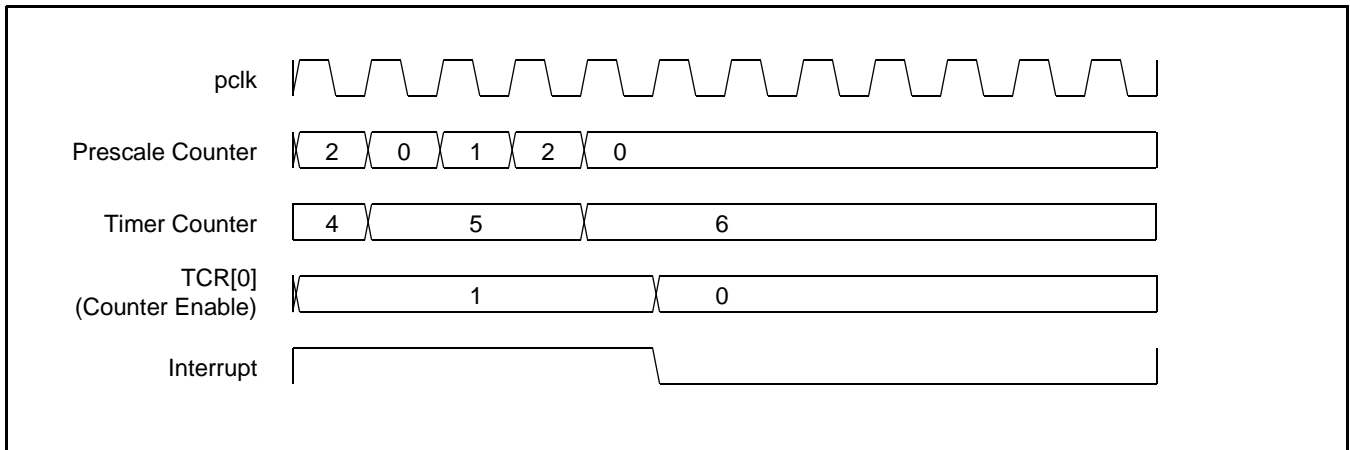 pclk
Prescale Counter 2 0 1 2 0
Timer Counter 4 5 6
TCR[0]
(Counter Enable) 1 0
Interrupt